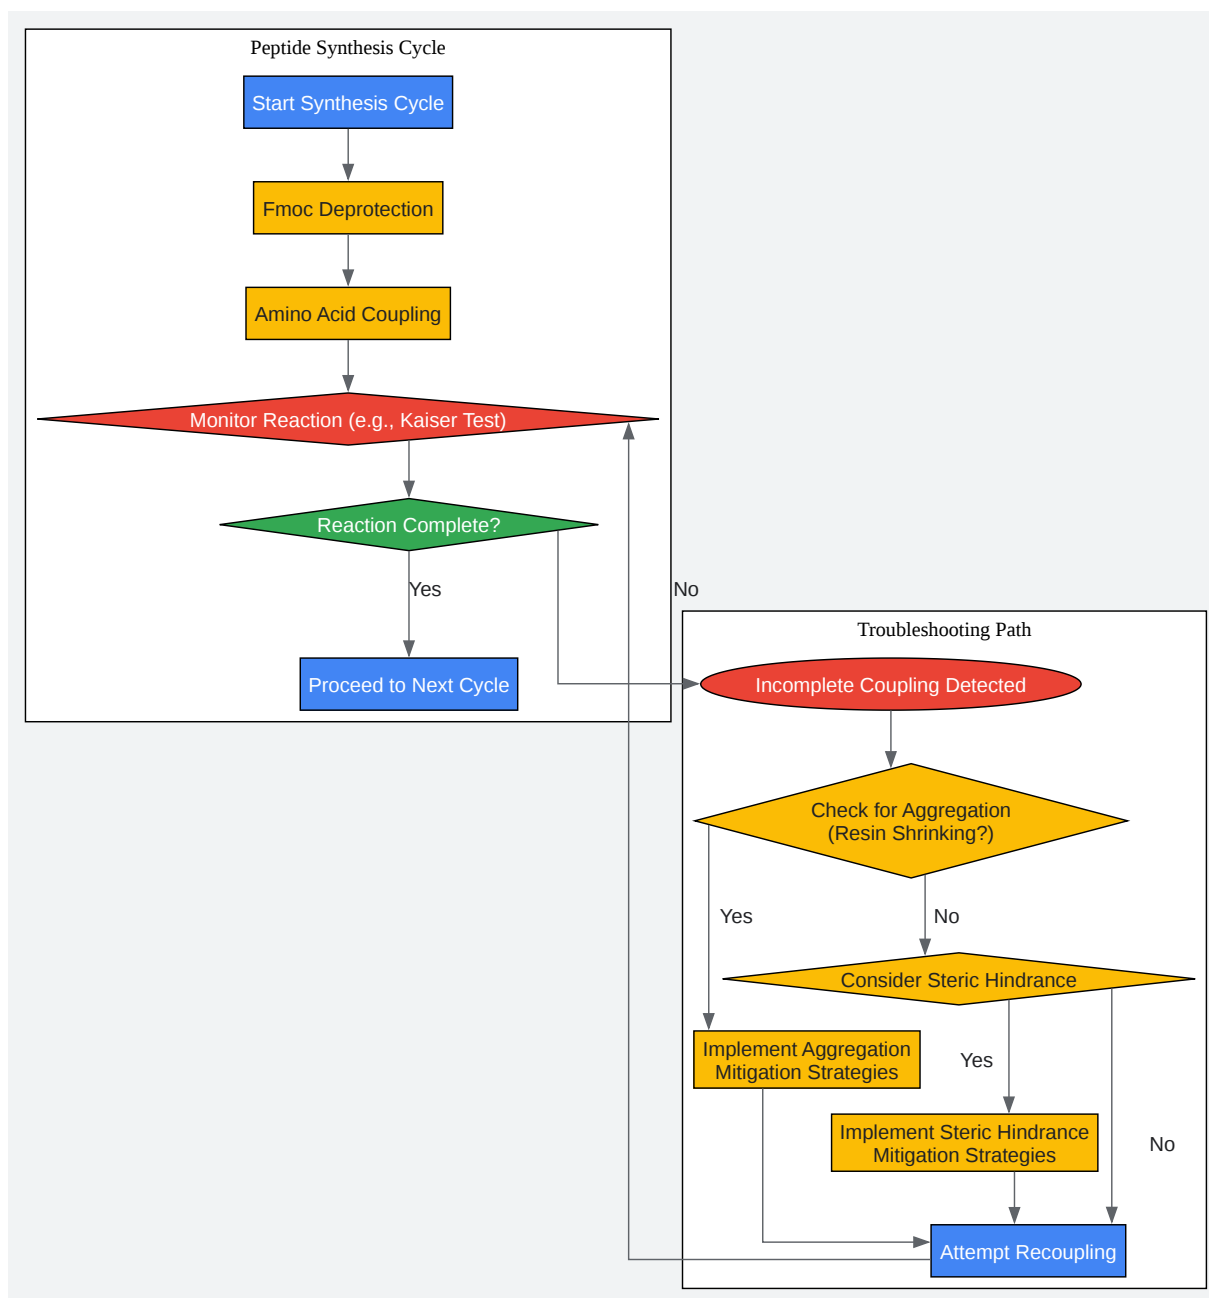 Peptide Synthesis Cycle
Start Synthesis Cycle
Fmoc Deprotection
Amino Acid Coupling
Monitor Reaction (e.g., Kaiser Test)
Reaction Complete?
Yes
No
Proceed to Next Cycle
Troubleshooting Path
Incomplete Coupling Detected
Check for Aggregation
(Resin Shrinking?)
Yes
No
Consider Steric Hindrance
Implement Aggregation
Mitigation Strategies
Yes
Implement Steric Hindrance
Mitigation Strategies
No
Attempt Recoupling